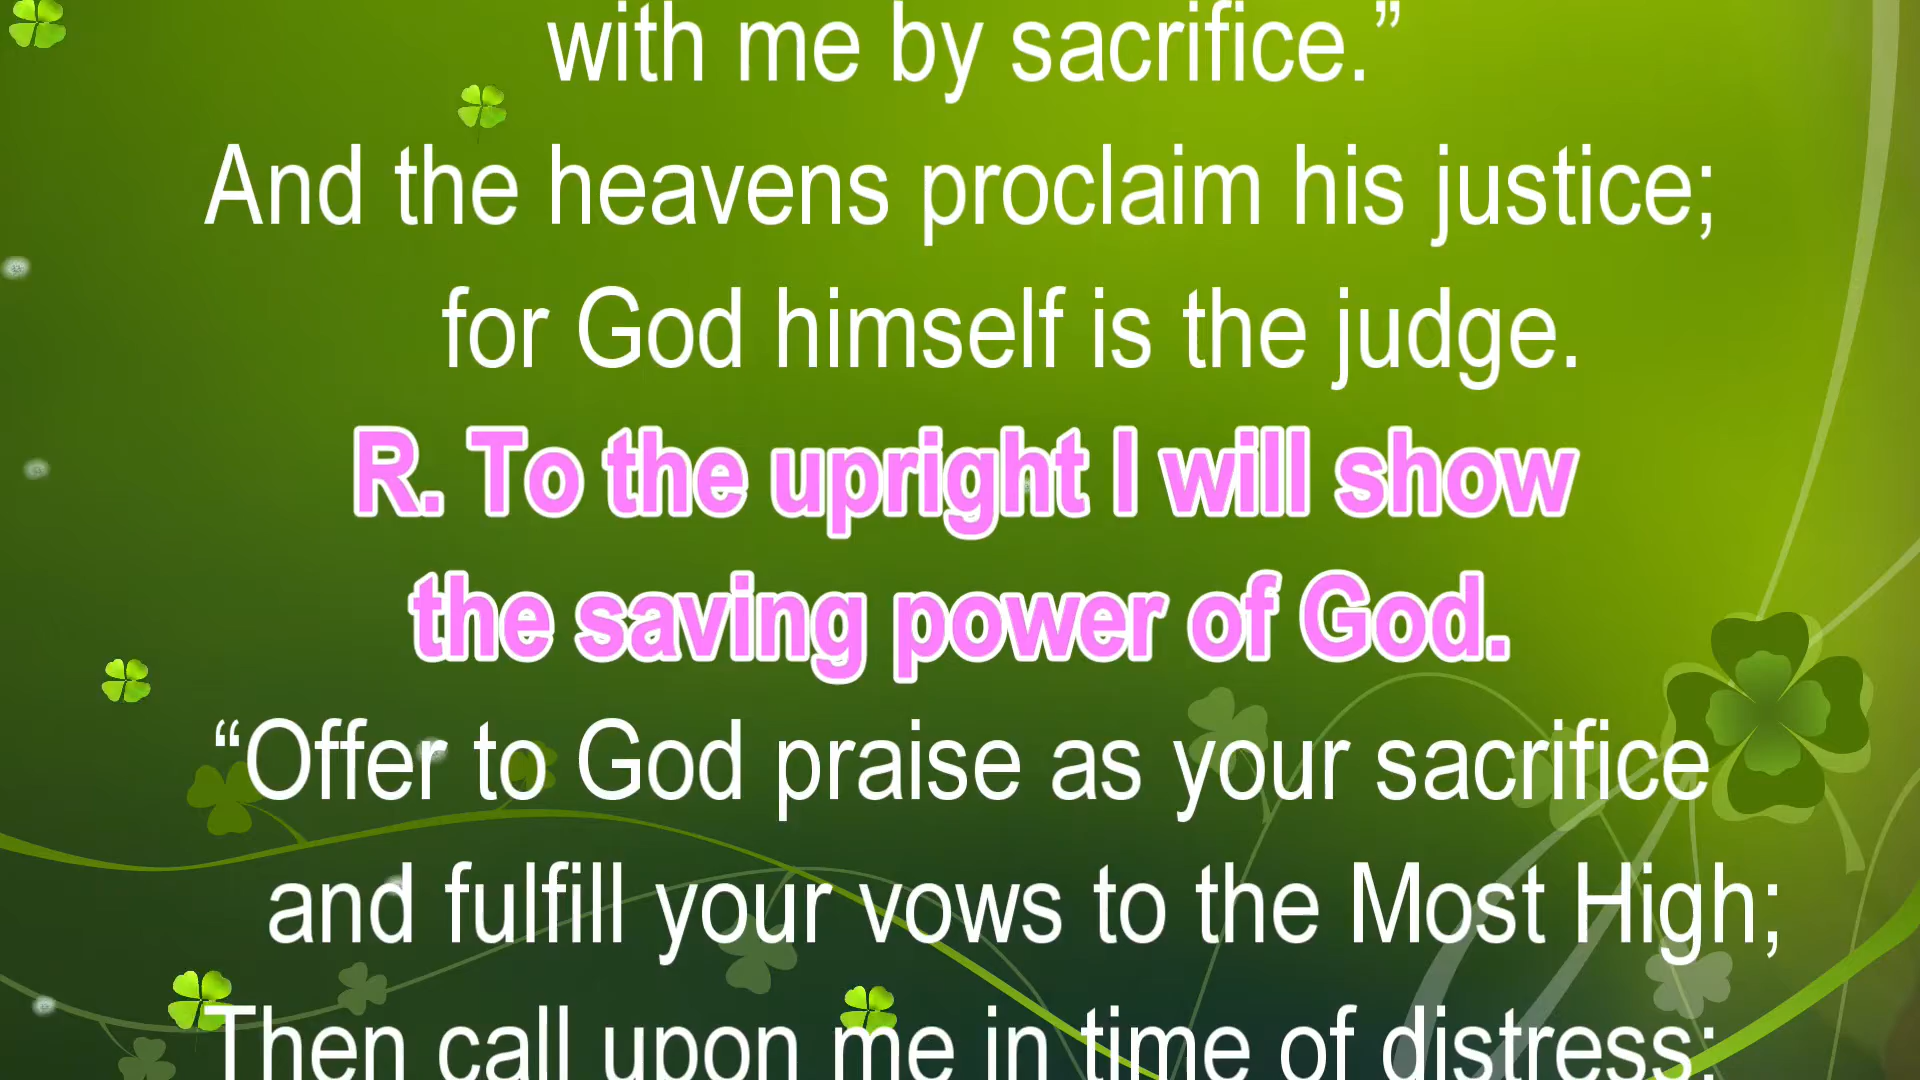 with me by sacrifice.”
And the heavens proclaim his justice;
for God himself is the judge.
R. To the upright I will show
the saving power of God.
“Offer to God praise as your sacrifice
and fulfill your vows to the Most High;
Then call upon me in time of distress;